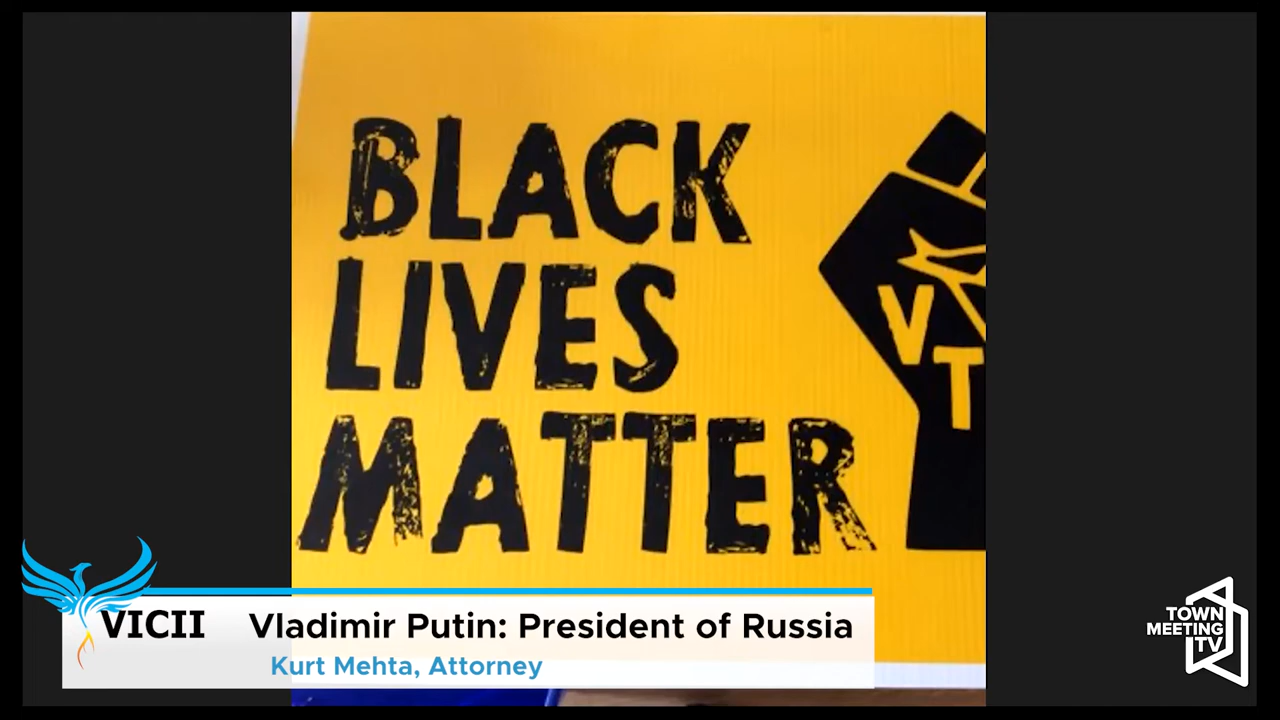 BLACK
LIVES
MATTER
VT
VICII
Vladimir Putin: President of Russia
Kurt Mehta, Attorney
TOWN
MEETING
TV